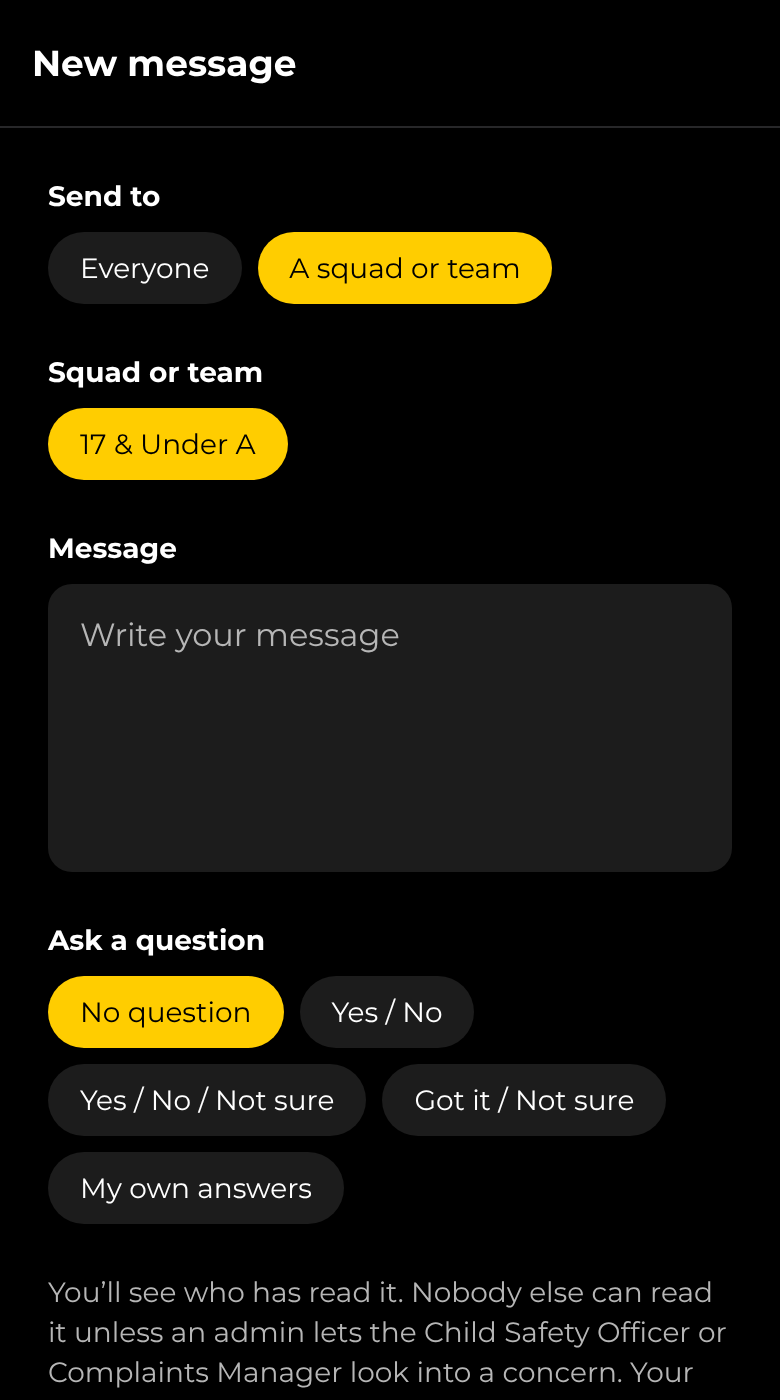 New message
Send to
Everyone
A squad or team
Squad or team
17 & Under A
Message
Write your message
Ask a question
No question
Yes / No
Yes / No / Not sure
Got it / Not sure
My own answers
You’ll see who has read it. Nobody else can read
it unless an admin lets the Child Safety Officer or
Complaints Manager look into a concern. Your